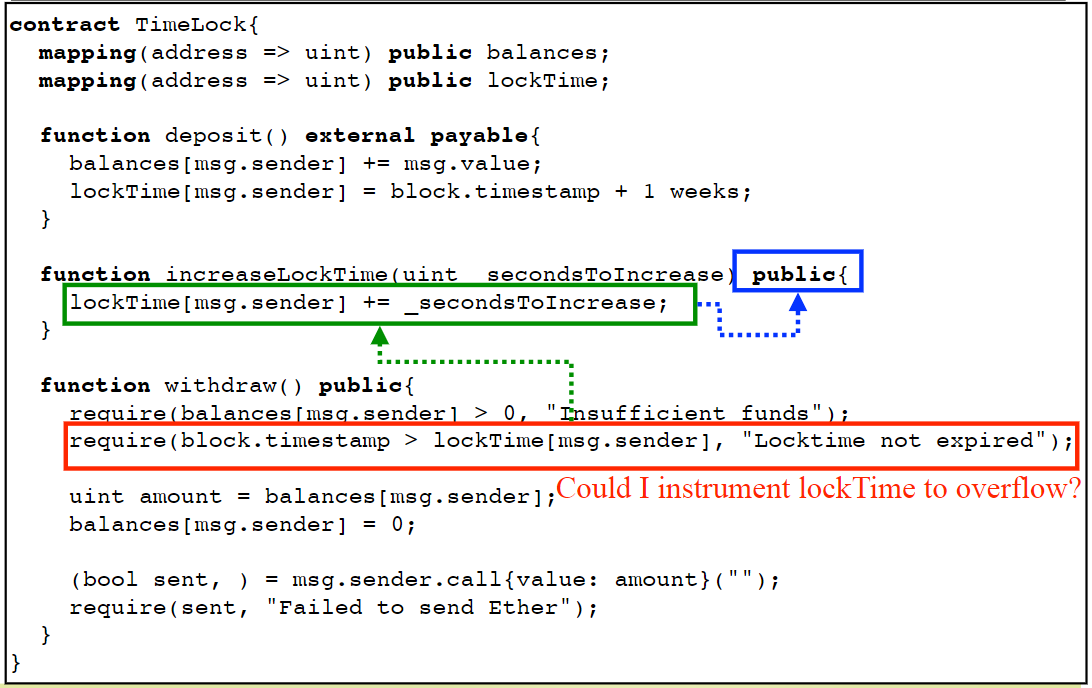 contract TimeLock{
mapping(address => uint) public balances;
mapping(address => uint) public lockTime;
function deposit() external payable{
balances[msg.sender] += msg.value;
lockTime[msg.sender] = block.timestamp + 1 weeks;
}
function increaseLockTime(uint _secondsToIncrease) public{
lockTime[msg.sender] += _secondsToIncrease;
}
function withdraw() public{
require(balances[msg.sender] > 0, "Insufficient funds");
require(block.timestamp > lockTime[msg.sender], "Locktime not expired");
uint amount = balances[msg.sender];
Could I instrument lockTime to overflow?
balances[msg.sender] = 0;
(bool sent, ) = msg.sender.call{value: amount}("");
require(sent, "Failed to send Ether");
}
}